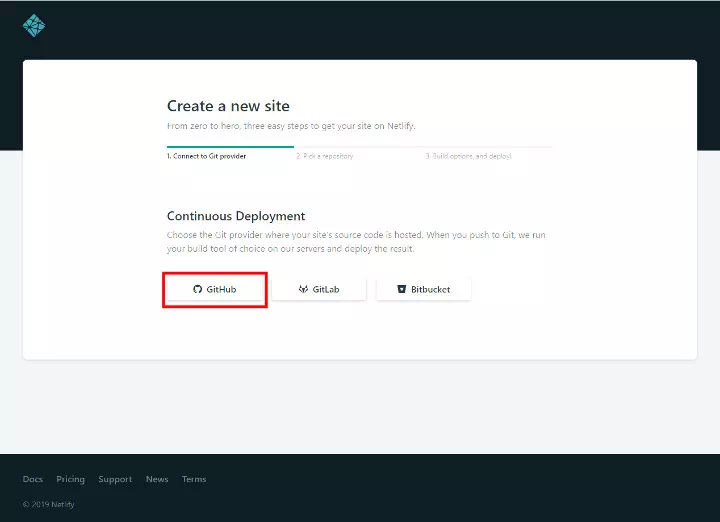 Create a new site
From zero to hero, three easy steps to get your site on Netlify.
1. Connect to Git provider
2. Pick a repository
3. Build options, and deploy!
Continuous Deployment
Choose the Git provider where your site's source code is hosted. When you push to Git, we run
your build tool of choice on our servers and deploy the result.
GitHub
GitLab
Bitbucket
Docs
Pricing
Support
News
Terms
© 2019 Netlify